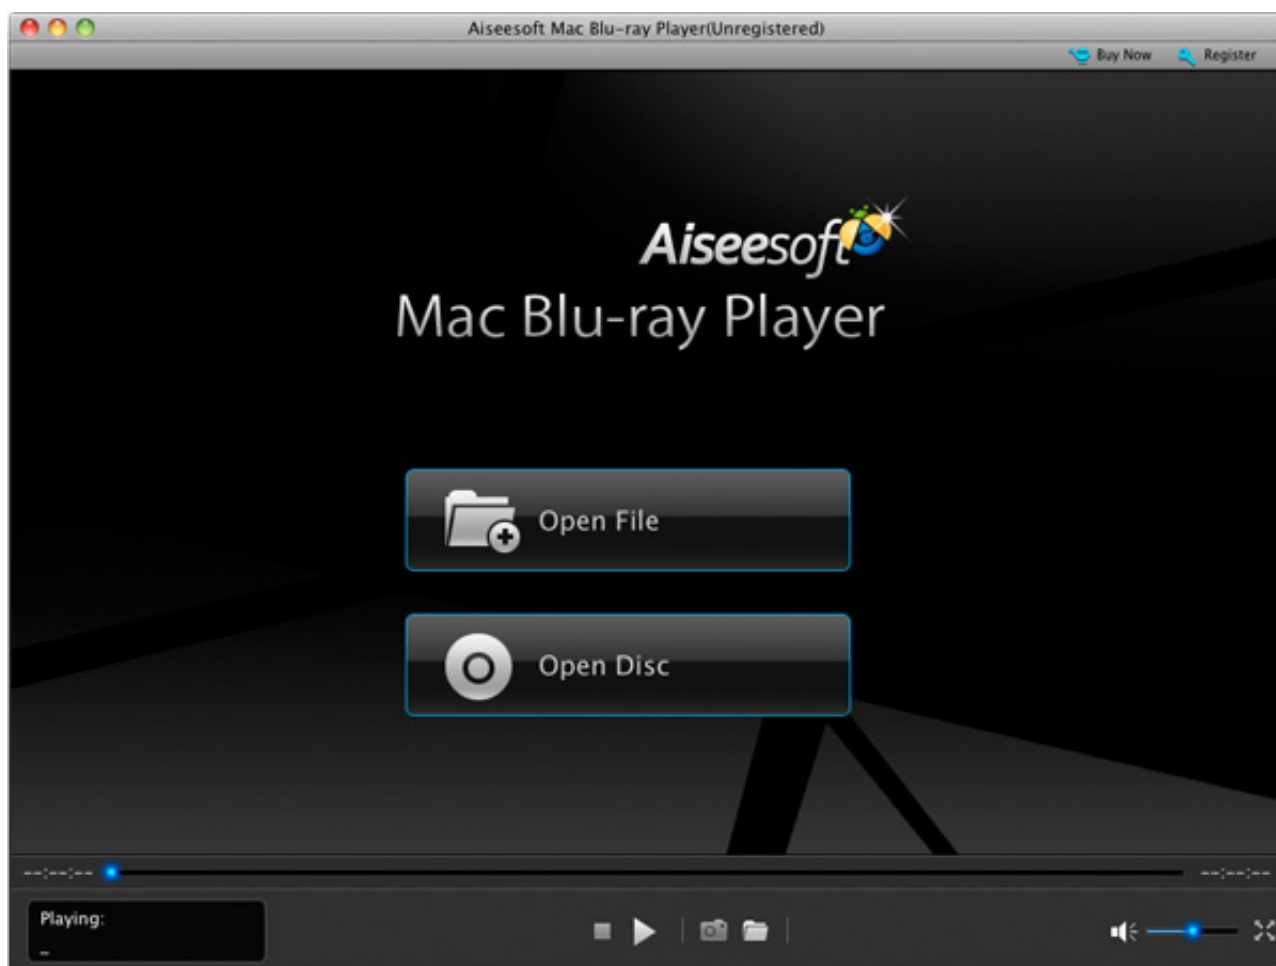 Aiseesoft Mac Blu-ray Player(Unregistered)
Buy Now Register
Aiseesoft
Mac Blu-ray Player
Open File
Open Disc
--:--:-- --:--:--
Playing:
_